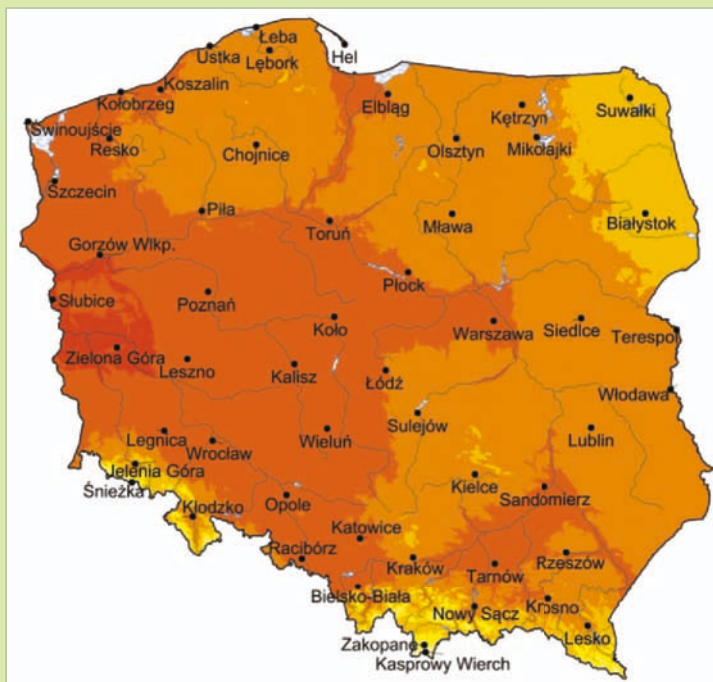 Łeba
Ustka
Lębork
Hel
Koszalin
Kołobrzeg
Elbląg
Kętrzyn
Suwałki
Świnoujście
Resko
Chojnice
Olsztyn
Mikołajki
Szczecin
Piła
Toruń
Mława
Białystok
Gorzów Wlkp.
Płock
Słubice
Poznań
Koło
Warszawa
Siedlce
Terespol
Zielona Góra
Leszno
Kalisz
Łódź
Włodawa
Sulejów
Legnica
Wrocław
Wieluń
Lublin
Jelenia Góra
Śnieżka
Kielce
Sandomierz
Kłodzko
Opole
Katowice
Racibórz
Kraków
Tarnów
Rzeszów
Bielsko-Biała
Nowy Sącz
Krosno
Lesko
Zakopane
Kasprowy Wierch